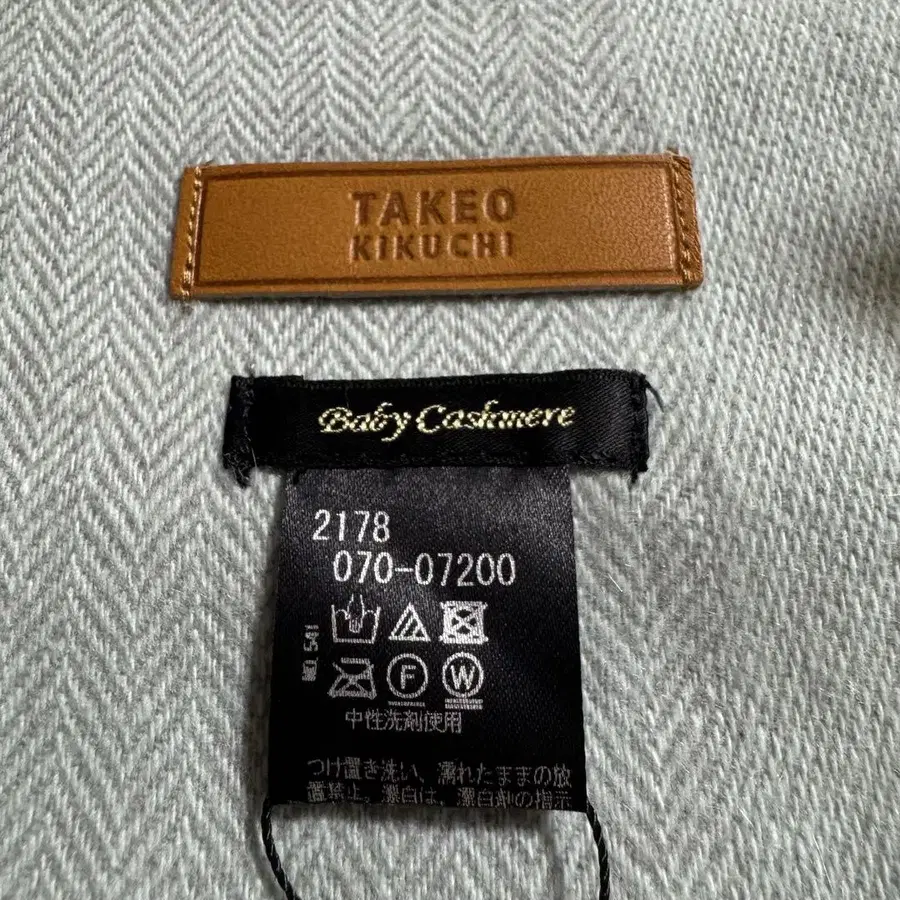 TAKEO
KIKUCHI
Baby Cashmere
2178
070-07200
NO. 541
F W
中性洗剤使用
つけ置き洗い、濡れたままの放
置禁止。漂白は、漂白剤の指示